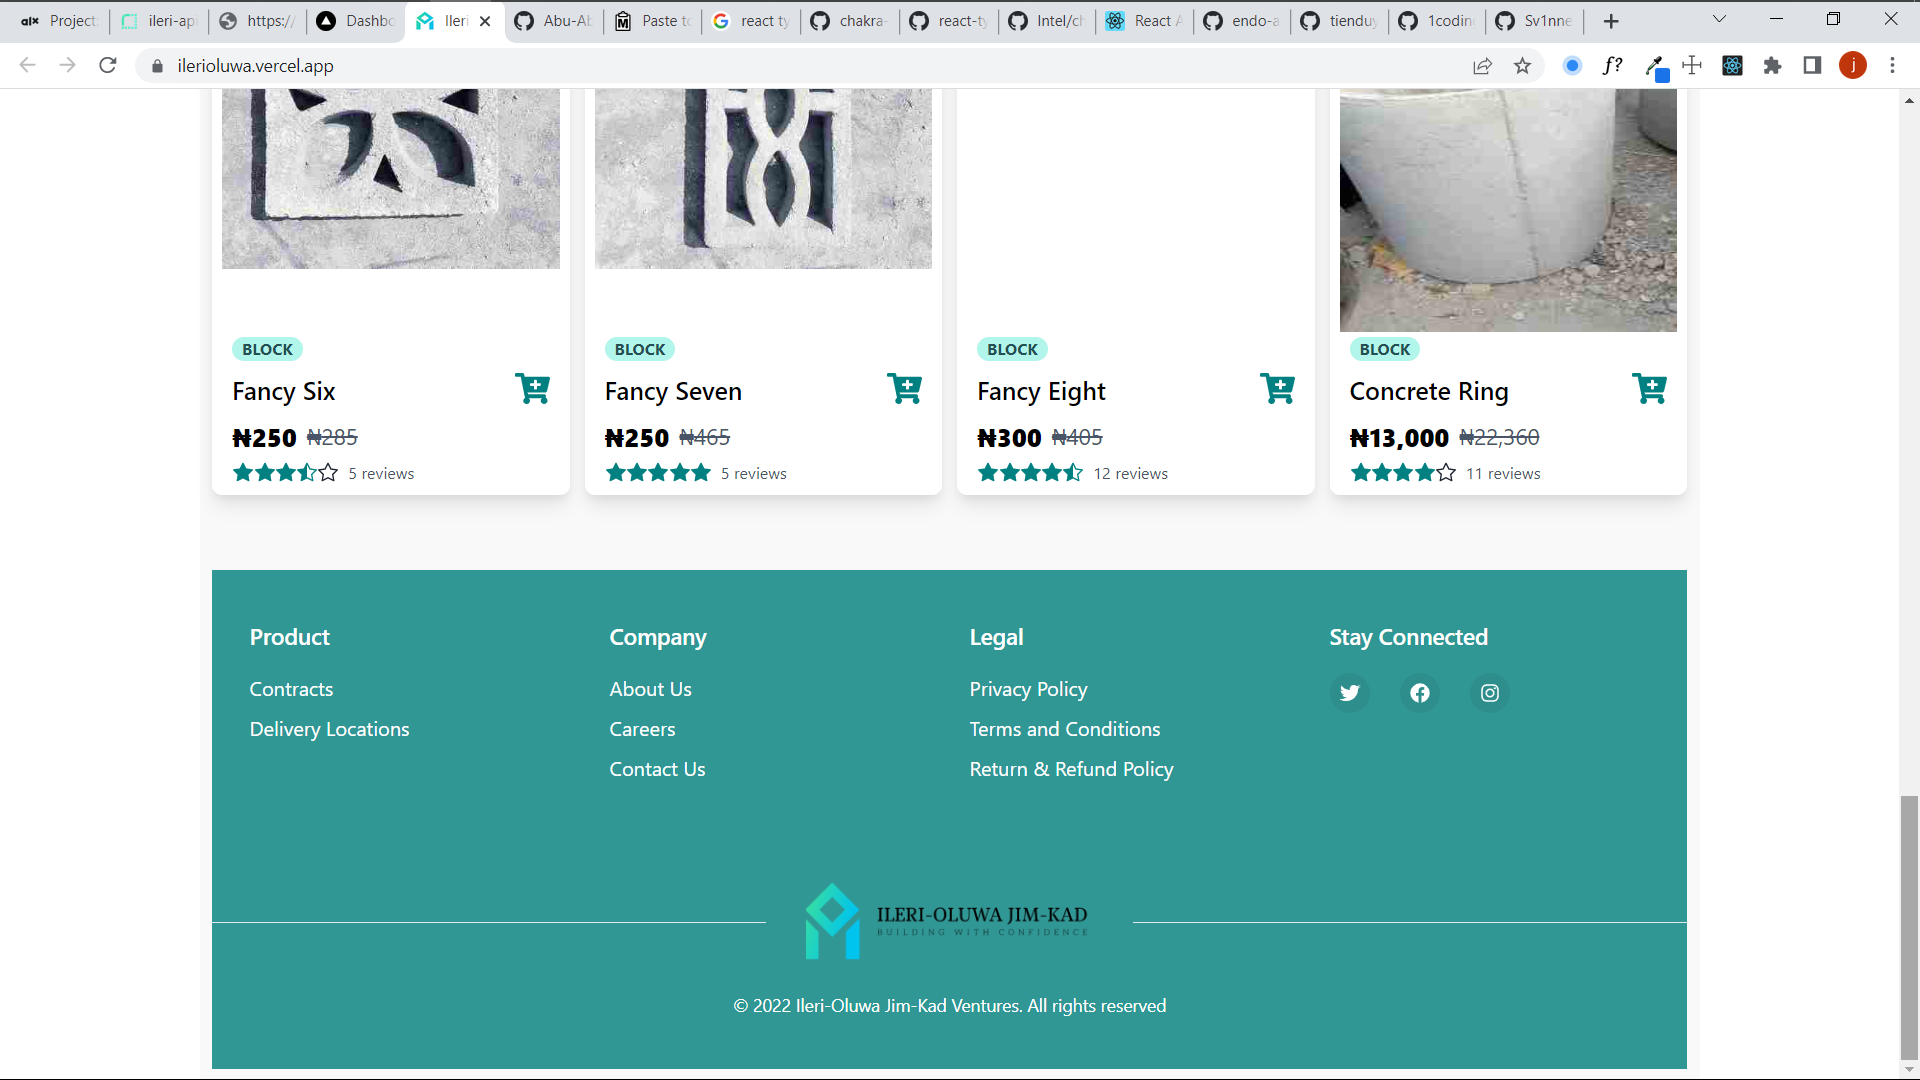 alx Project
ileri-ap
https:/
Dashbo
Ileri
Abu-Ab
Paste to
react ty
chakra-
react-ty
Intel/ch
React A
endo-a
tiendu
1codin
Sv1nne
ilerioluwa.vercel.app
f?
j
BLOCK
Fancy Six
₦250 ₦285
5 reviews
BLOCK
Fancy Seven
₦250 ₦465
5 reviews
BLOCK
Fancy Eight
₦300 ₦405
12 reviews
BLOCK
Concrete Ring
₦13,000 ₦22,360
11 reviews
Product
Contracts
Delivery Locations
Company
About Us
Careers
Contact Us
Legal
Privacy Policy
Terms and Conditions
Return & Refund Policy
Stay Connected
ILERI-OLUWA JIM-KAD
BUILDING WITH CONFIDENCE
© 2022 Ileri-Oluwa Jim-Kad Ventures. All rights reserved